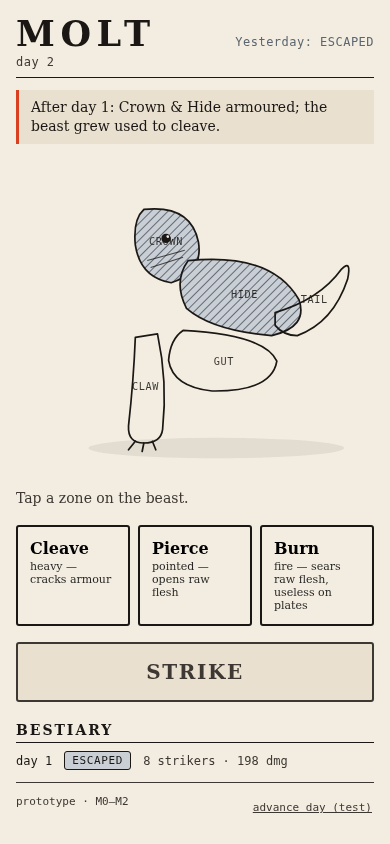 MOLT
Yesterday: ESCAPED
day 2
After day 1: Crown & Hide armoured; the
beast grew used to cleave.
CROWN
HIDE
TAIL
GUT
CLAW
Tap a zone on the beast.
Cleave
heavy —
cracks armour
Pierce
pointed —
opens raw
flesh
Burn
fire — sears
raw flesh,
useless on
plates
STRIKE
BESTIARY
day 1 ESCAPED 8 strikers · 198 dmg
prototype · M0–M2
advance day (test)